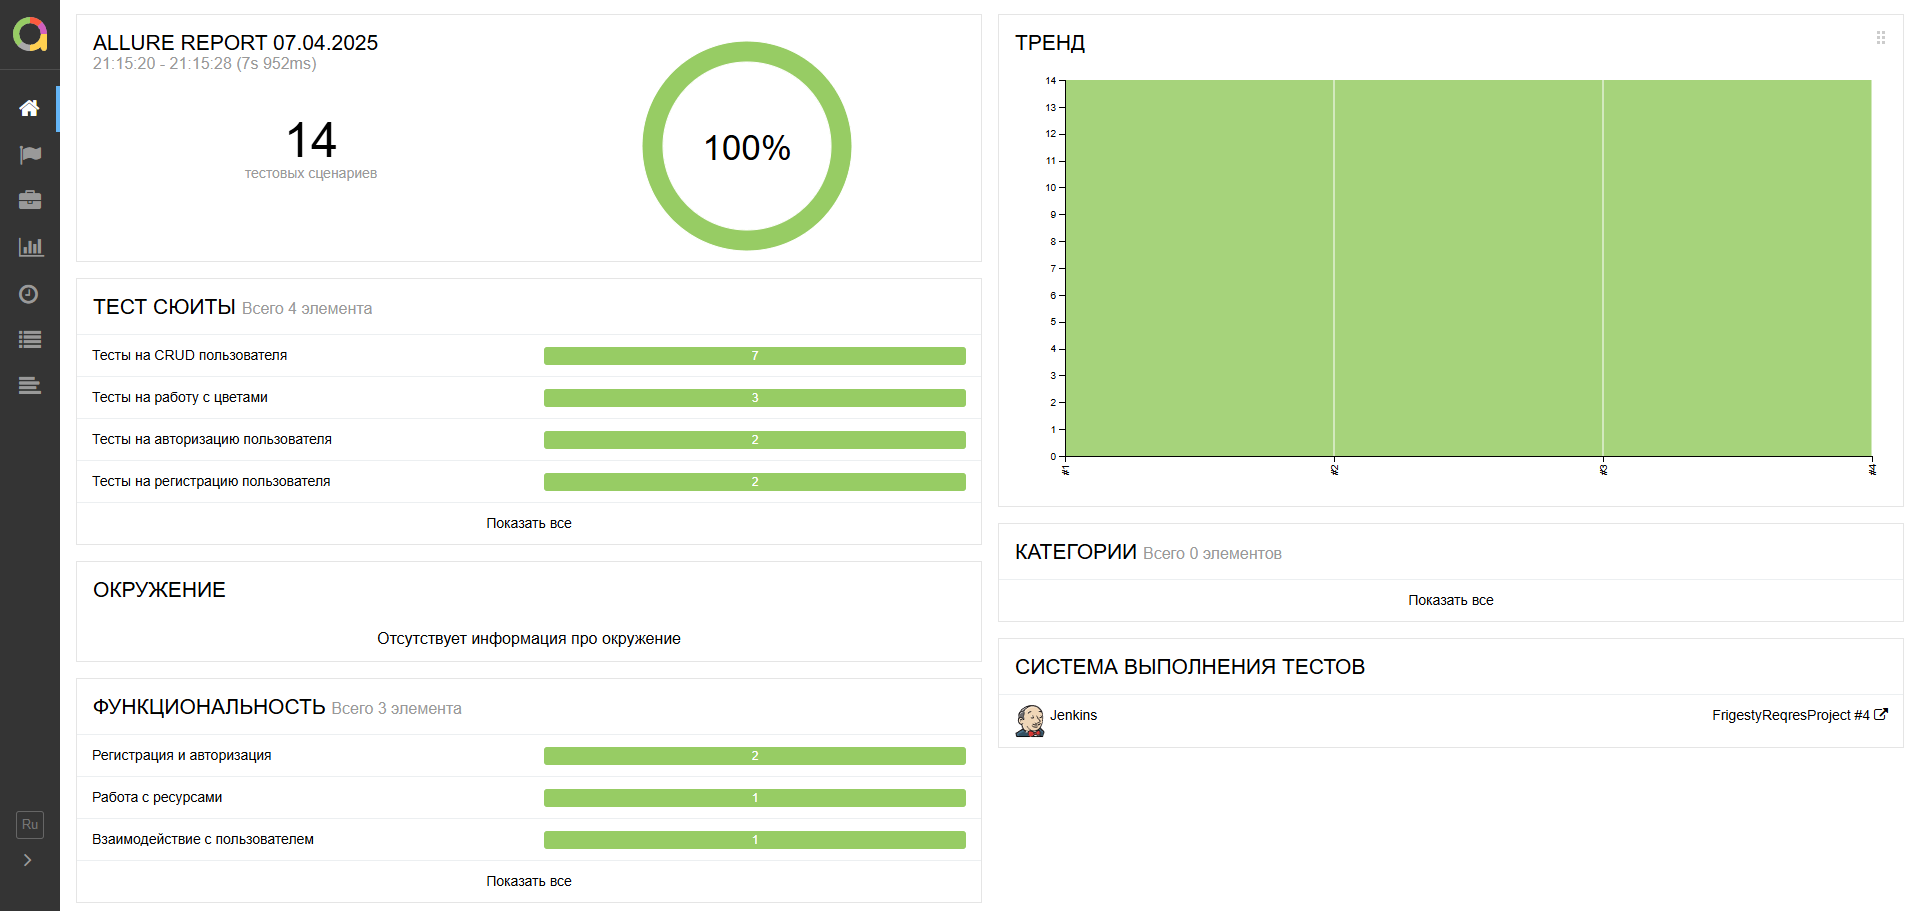 ALLURE REPORT 07.04.2025
21:15:20 - 21:15:28 (7s 952ms)
14
тестовых сценариев
100%
ТЕСТ СЮИТЫ Всего 4 элемента
Тесты на CRUD пользователя 7
Тесты на работу с цветами 3
Тесты на авторизацию пользователя 2
Тесты на регистрацию пользователя 2
Показать все
ОКРУЖЕНИЕ
Отсутствует информация про окружение
ФУНКЦИОНАЛЬНОСТЬ Всего 3 элемента
Регистрация и авторизация 2
Работа с ресурсами 1
Взаимодействие с пользователем 1
Показать все
ТРЕНД
14
13
12
11
10
9
8
7
6
5
4
3
2
1
0
#1 #2 #3 #4
КАТЕГОРИИ Всего 0 элементов
Показать все
СИСТЕМА ВЫПОЛНЕНИЯ ТЕСТОВ
Jenkins FrigestyReqresProject #4
Ru